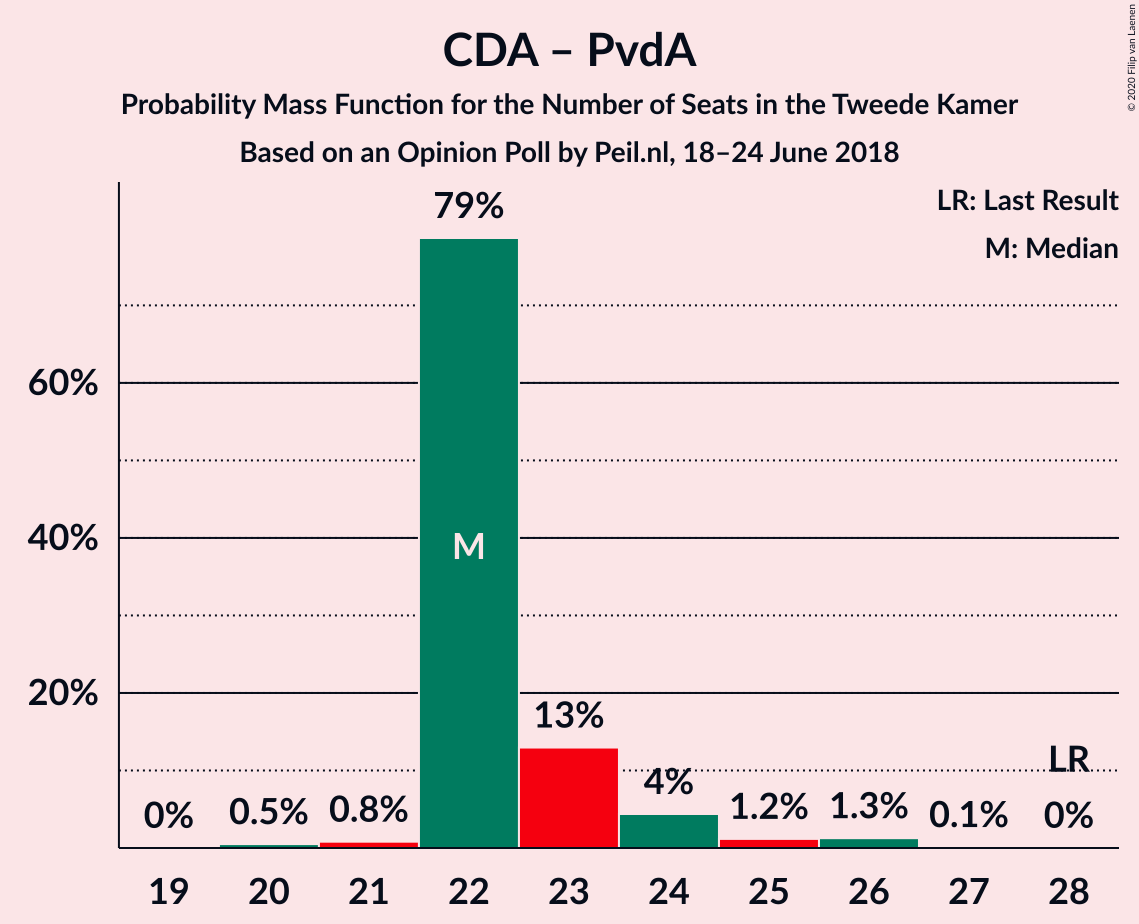 CDA – PvdA
Probability Mass Function for the Number of Seats in the Tweede Kamer
Based on an Opinion Poll by Peil.nl, 18–24 June 2018
© 2020 Filip van Laenen
LR: Last Result
M: Median
79%
60%
40%
20%
M
13%
LR
4%
0%
0.5%
0.8%
1.2%
1.3%
0.1%
0%
19 20 21 22 23 24 25 26 27 28